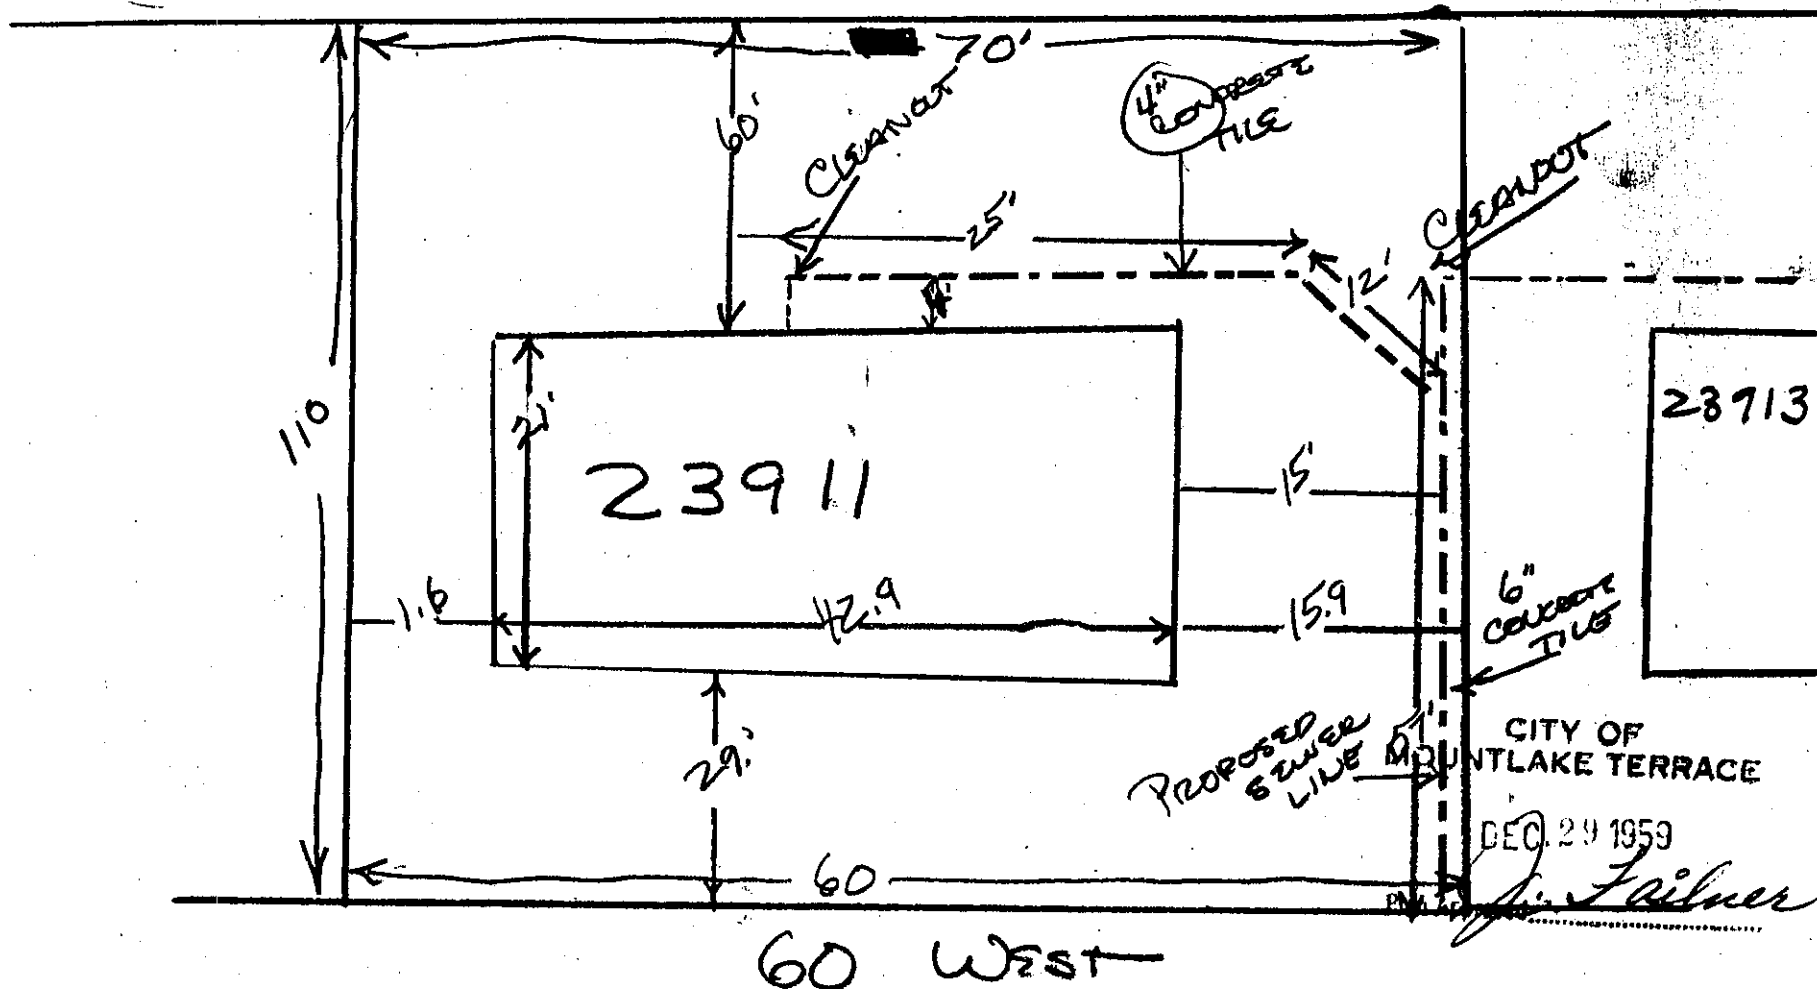 70'
60'
CLEANOUT
4"
CONCRETE
TILE
CLEANOUT
25'
12'
4'
110
21'
23911
23913
15'
1.6
42.9
15.9
6"
CONCRETE
TILE
29.'
PROPOSED
SEWER
LINE
CITY OF
MOUNTLAKE TERRACE
DEC. 29 1959
60
60 WEST